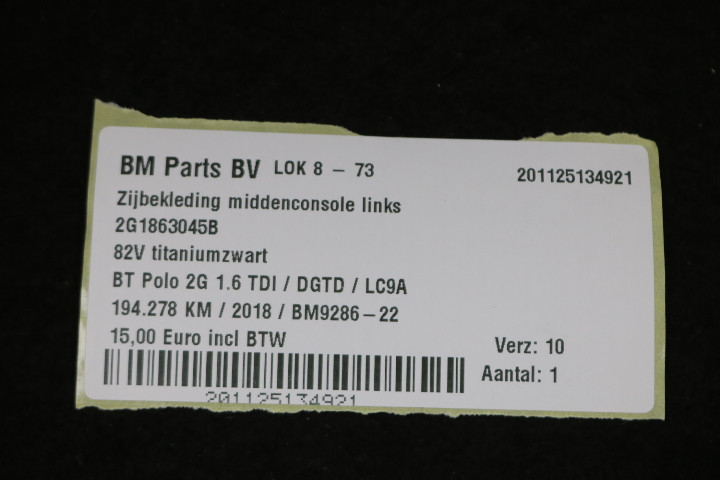 BM Parts BV LOK 8 – 73 201125134921
Zijbekleding middenconsole links
2G1863045B
82V titaniumzwart
BT Polo 2G 1.6 TDI / DGTD / LC9A
194.278 KM / 2018 / BM9286–22
15,00 Euro incl BTW Verz: 10
Aantal: 1
201125134921